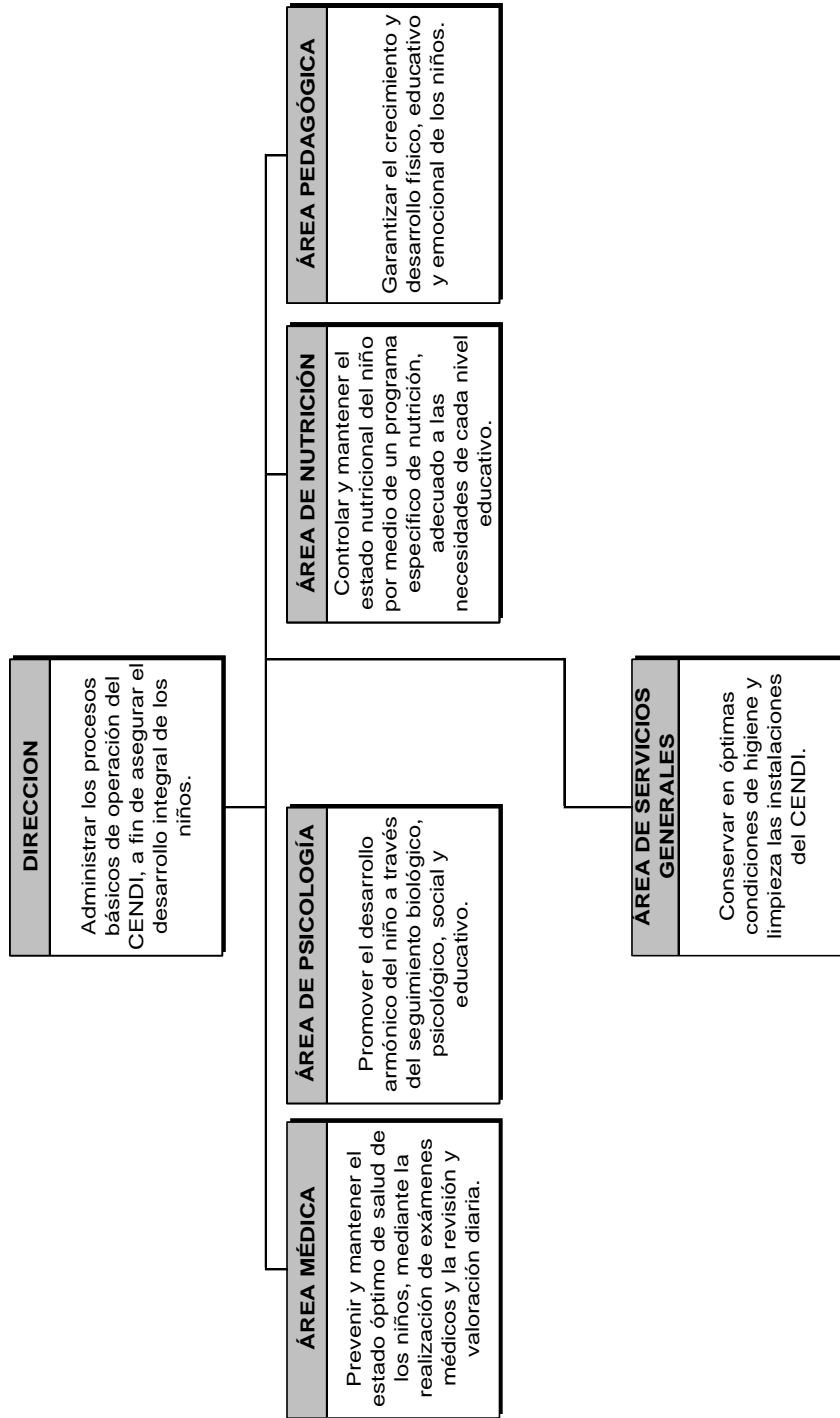 DIRECCION
Administrar los procesos
básicos de operación del
CENDI, a fin de asegurar el
desarrollo integral de los
niños.
ÁREA MÉDICA
Prevenir y mantener el
estado óptimo de salud de
los niños, mediante la
realización de exámenes
médicos y la revisión y
valoración diaria.
ÁREA DE PSICOLOGÍA
Promover el desarrollo
armónico del niño a través
del seguimiento biológico,
psicológico, social y
educativo.
ÁREA DE NUTRICIÓN
Controlar y mantener el
estado nutricional del niño
por medio de un programa
específico de nutrición,
adecuado a las
necesidades de cada nivel
educativo.
ÁREA PEDAGÓGICA
Garantizar el crecimiento y
desarrollo físico, educativo
y emocional de los niños.
ÁREA DE SERVICIOS
GENERALES
Conservar en óptimas
condiciones de higiene y
limpieza las instalaciones
del CENDI.